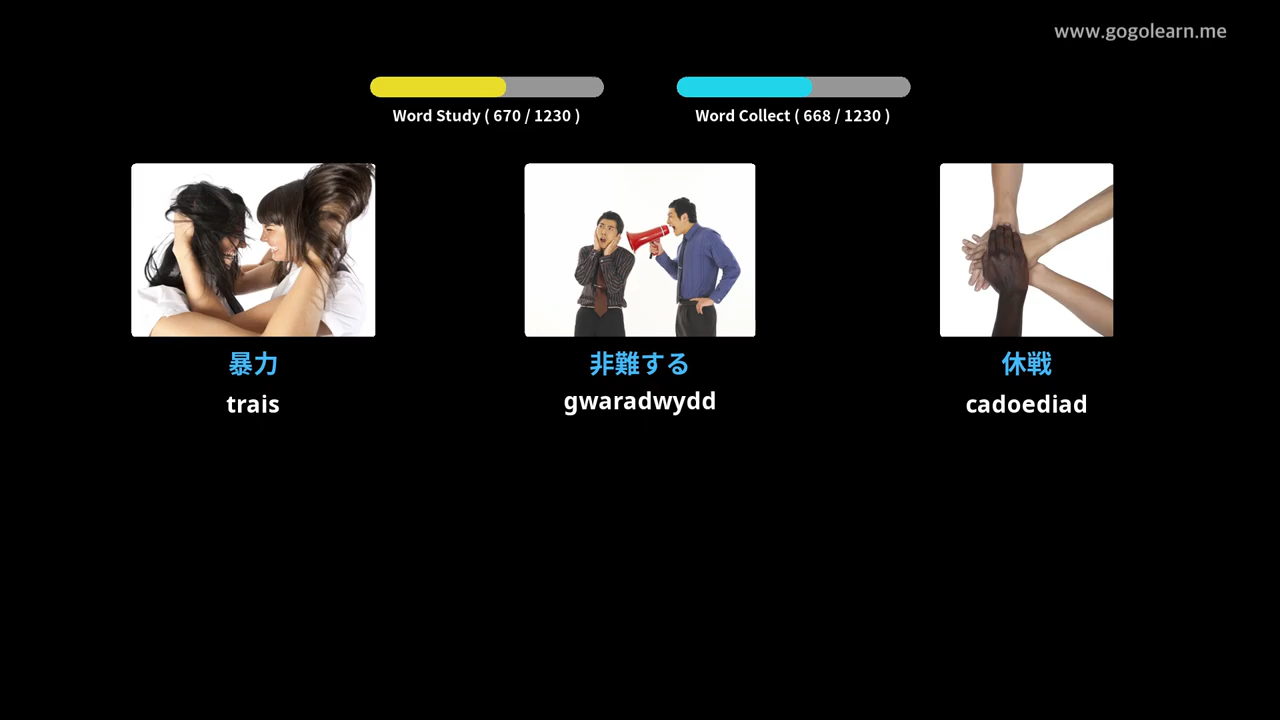 www.gogolearn.me
Word Study ( 670 / 1230 )
Word Collect ( 668 / 1230 )
暴力
非難する
休戦
trais
gwaradwydd
cadoediad